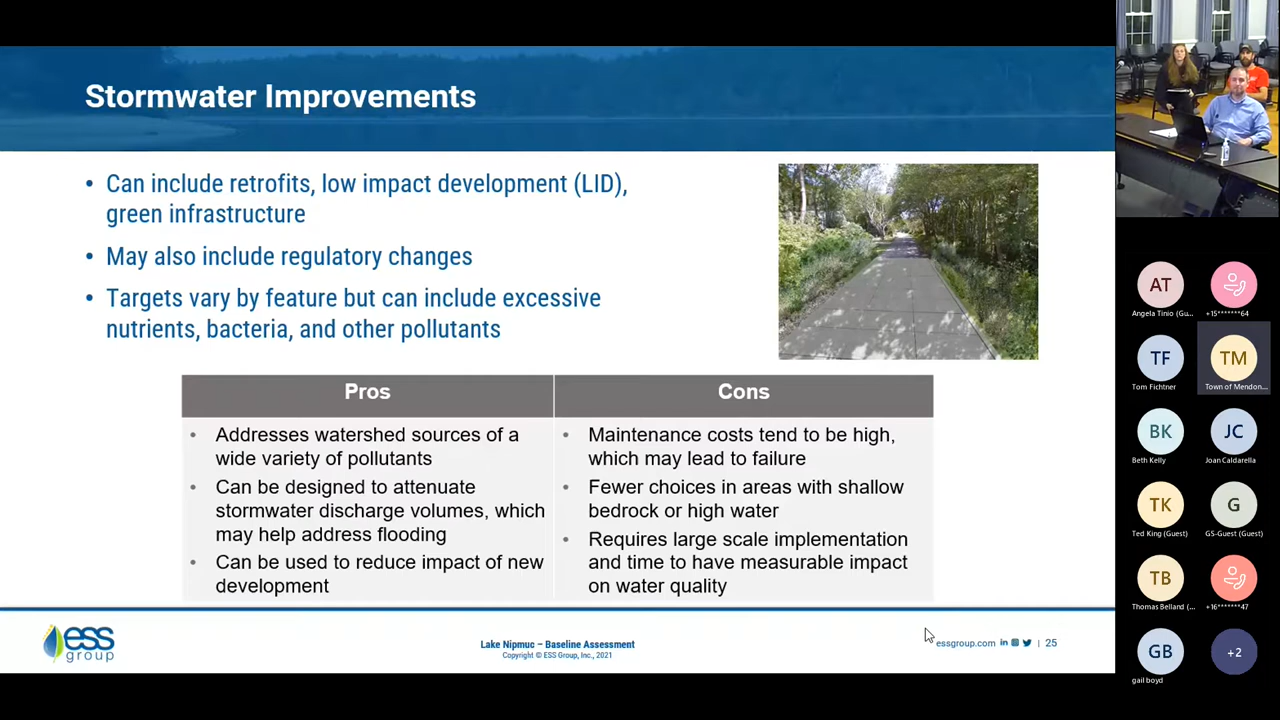 Stormwater Improvements
• Can include retrofits, low impact development (LID),
green infrastructure
• May also include regulatory changes
• Targets vary by feature but can include excessive
nutrients, bacteria, and other pollutants
Pros
• Addresses watershed sources of a
wide variety of pollutants
• Can be designed to attenuate
stormwater discharge volumes, which
may help address flooding
• Can be used to reduce impact of new
development
Cons
• Maintenance costs tend to be high,
which may lead to failure
• Fewer choices in areas with shallow
bedrock or high water
• Requires large scale implementation
and time to have measurable impact
on water quality
ess
group
Lake Nipmuc – Baseline Assessment
Copyright © ESS Group, Inc., 2021
essgroup.com | 25
AT
Angela Tinio (Gu...
+15*******64
TF
Tom Fichtner
TM
Town of Mendon...
BK
Beth Kelly
JC
Joan Caldarella
TK
Ted King (Guest)
G
GS-Guest (Guest)
TB
Thomas Belland (...
+16*******47
GB
gail boyd
+2